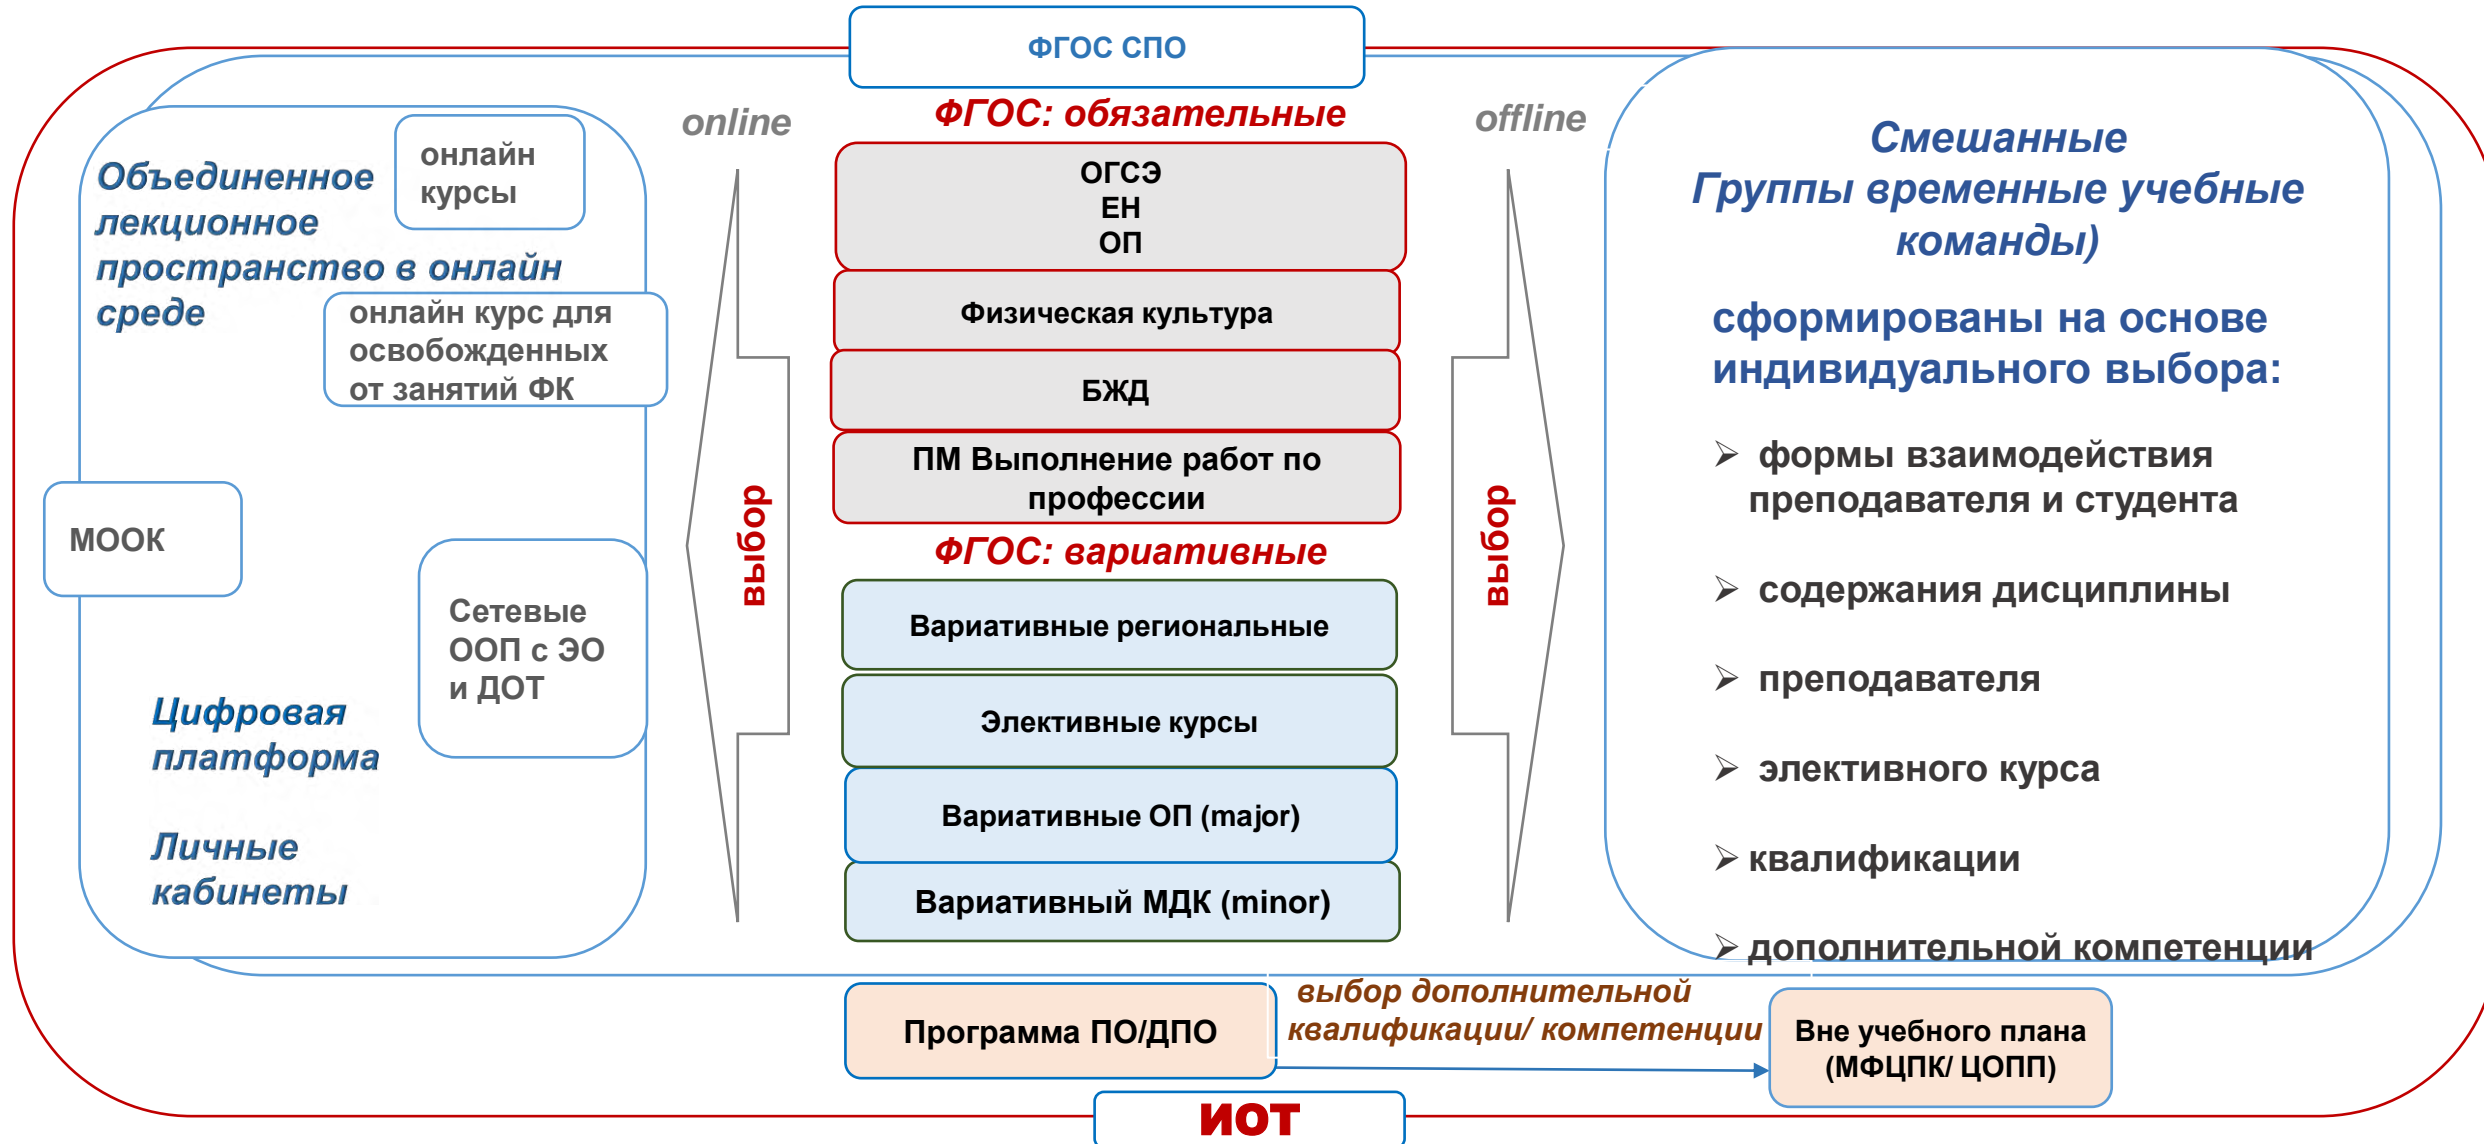 ФГОС СПО
online
ФГОС: обязательные
offline
Объединенное
лекционное
пространство в онлайн
среде
онлайн
курсы
онлайн курс для
освобожденных
от занятий ФК
МООК
Сетевые
ООП с ЭО
и ДОТ
Цифровая
платформа
Личные
кабинеты
выбор
ОГСЭ
ЕН
ОП
Физическая культура
БЖД
ПМ Выполнение работ по
профессии
ФГОС: вариативные
Вариативные региональные
Элективные курсы
Вариативные ОП (major)
Вариативный МДК (minor)
выбор
Смешанные
Группы временные учебные
команды)
сформированы на основе
индивидуального выбора:
➢ формы взаимодействия
преподавателя и студента
➢ содержания дисциплины
➢ преподавателя
➢ элективного курса
➢ квалификации
➢ дополнительной компетенции
Программа ПО/ДПО
выбор дополнительной
квалификации/ компетенции
Вне учебного плана
(МФЦПК/ ЦОПП)
ИОТ